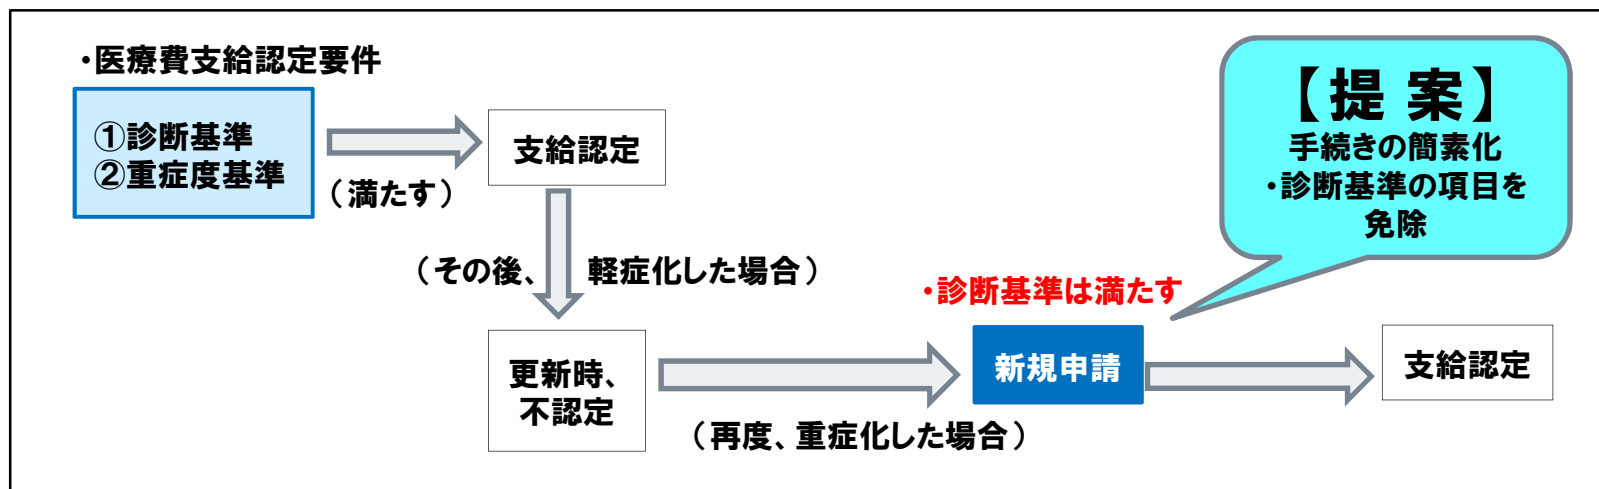 ・医療費支給認定要件
①診断基準
②重症度基準
（満たす）
支給認定
（その後、 軽症化した場合）
更新時、
不認定
（再度、重症化した場合）
・診断基準は満たす
新規申請
【提 案】
手続きの簡素化
・診断基準の項目を
免除
支給認定